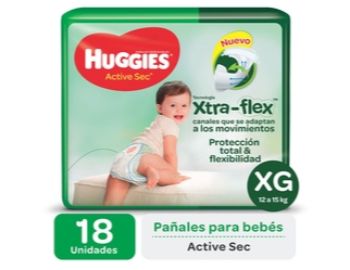 HUGGIES
Active Sec
Nuevo
Tecnología
Xtra-flex
canales que se adaptan
a los movimientos
Protección
total &
flexibilidad
XG
12 a 15 kg
18
Unidades
Pañales para bebés
Active Sec